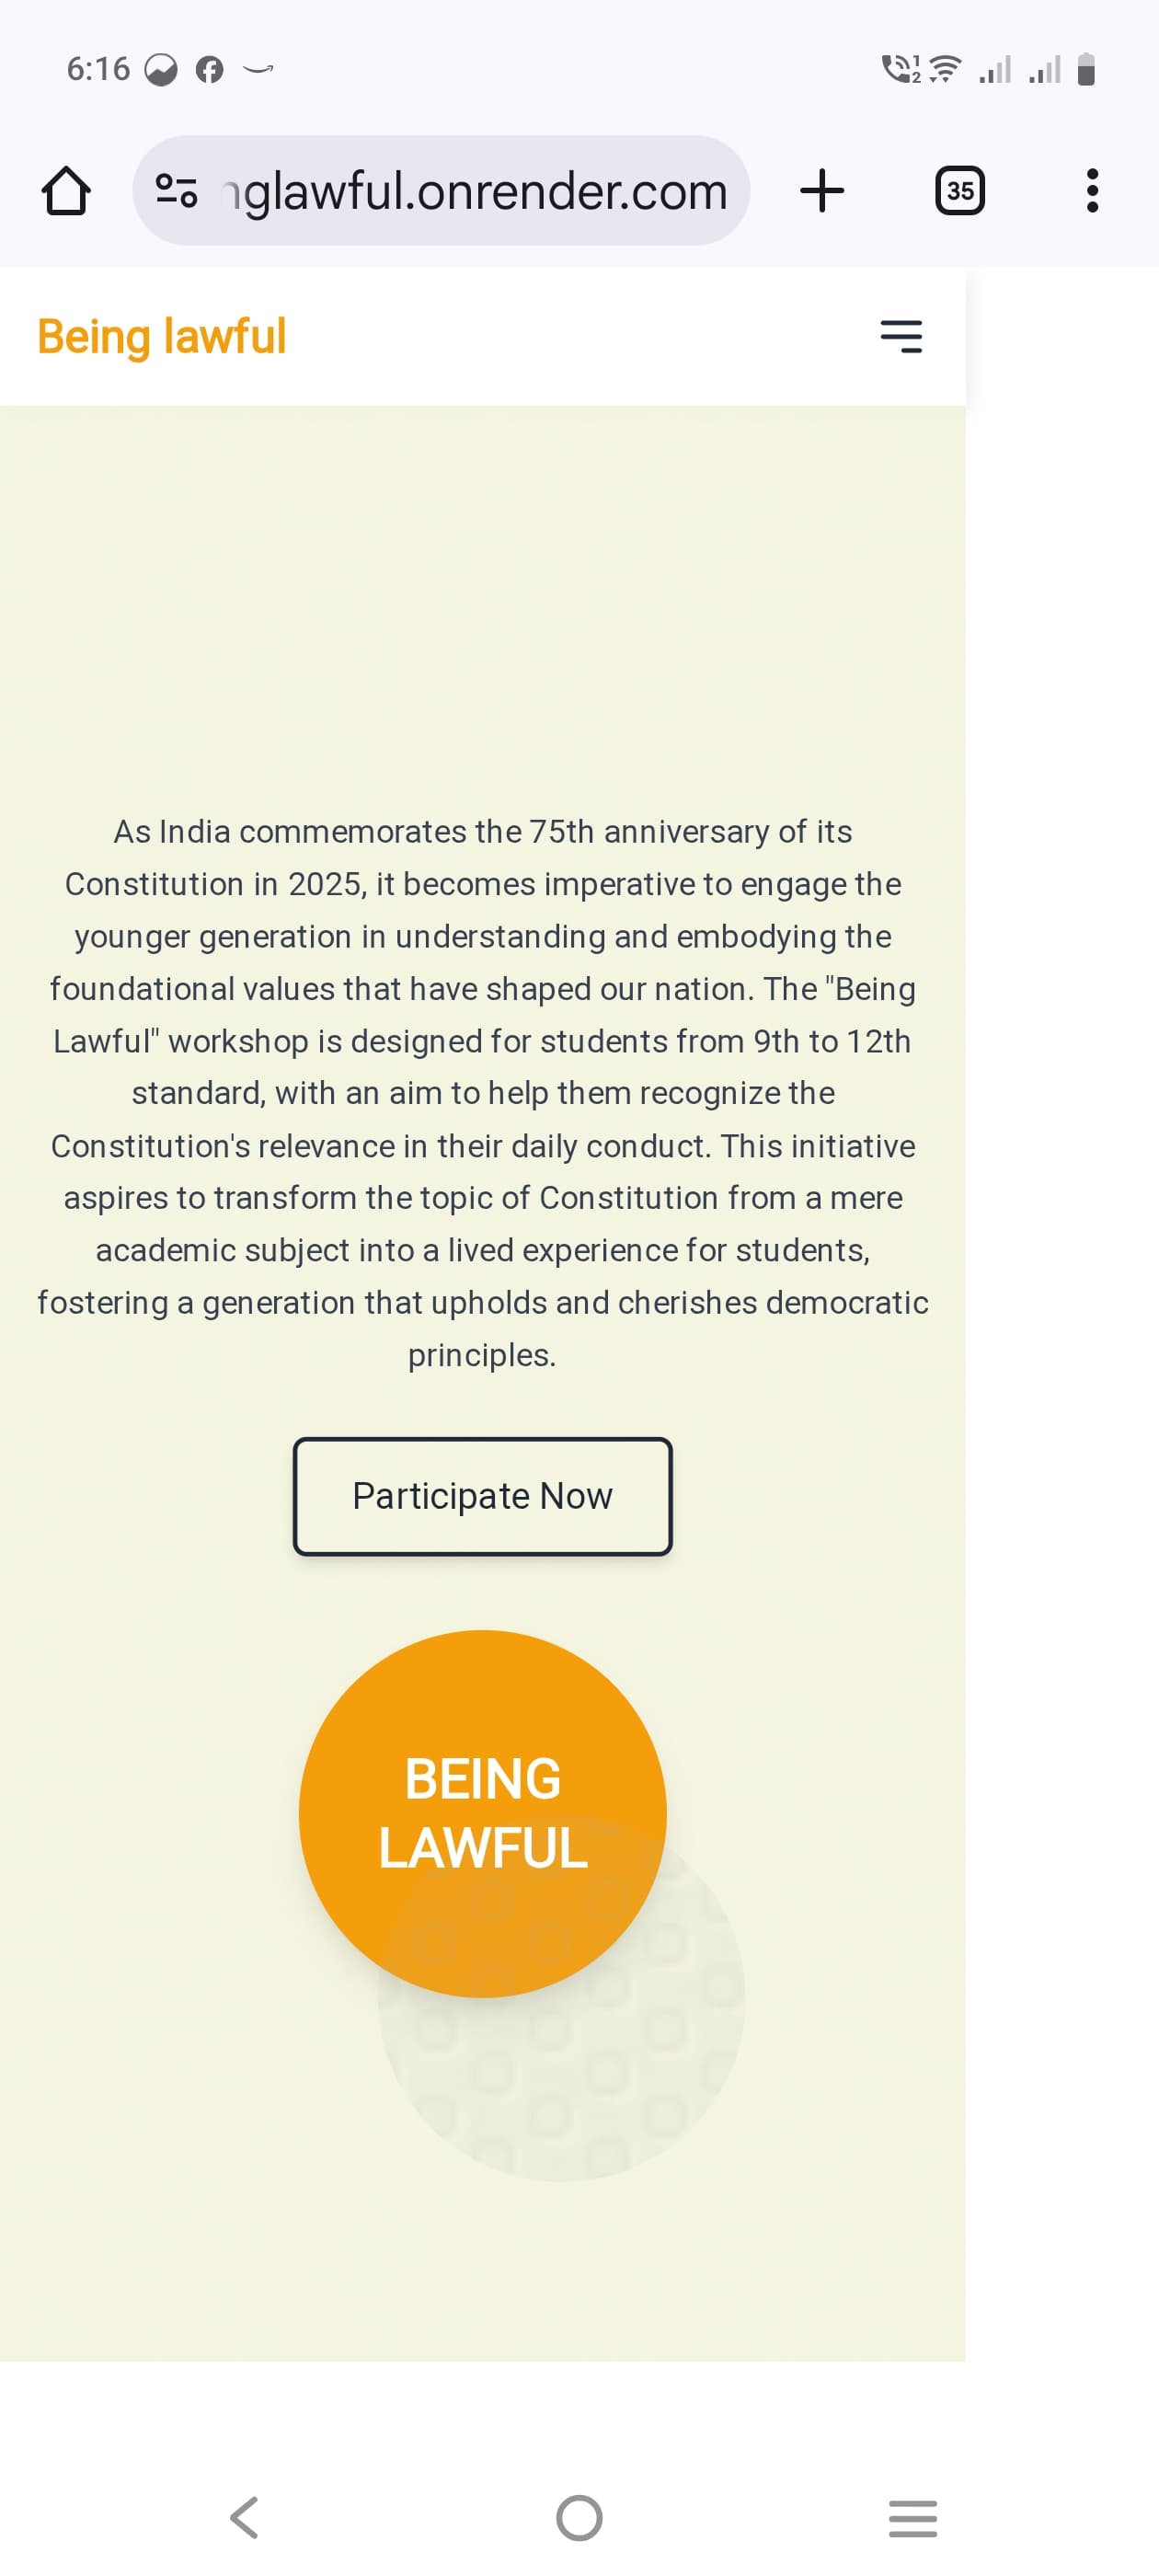 6:16
nglawful.onrender.com
35
Being lawful
As India commemorates the 75th anniversary of its
Constitution in 2025, it becomes imperative to engage the
younger generation in understanding and embodying the
foundational values that have shaped our nation. The "Being
Lawful" workshop is designed for students from 9th to 12th
standard, with an aim to help them recognize the
Constitution's relevance in their daily conduct. This initiative
aspires to transform the topic of Constitution from a mere
academic subject into a lived experience for students,
fostering a generation that upholds and cherishes democratic
principles.
Participate Now
BEING
LAWFUL